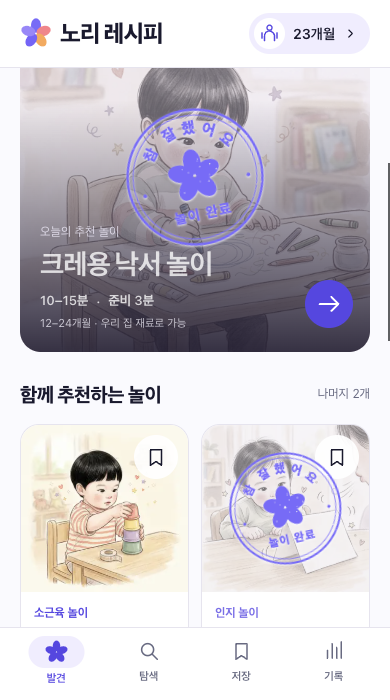 노리 레시피
23개월
참 잘했어요
놀이 완료
오늘의 추천 놀이
크레용 낙서 놀이
10–15분 · 준비 3분
12–24개월 · 우리 집 재료로 가능
함께 추천하는 놀이
나머지 2개
참 잘했어요
놀이 완료
소근육 놀이
인지 놀이
발견
탐색
저장
기록